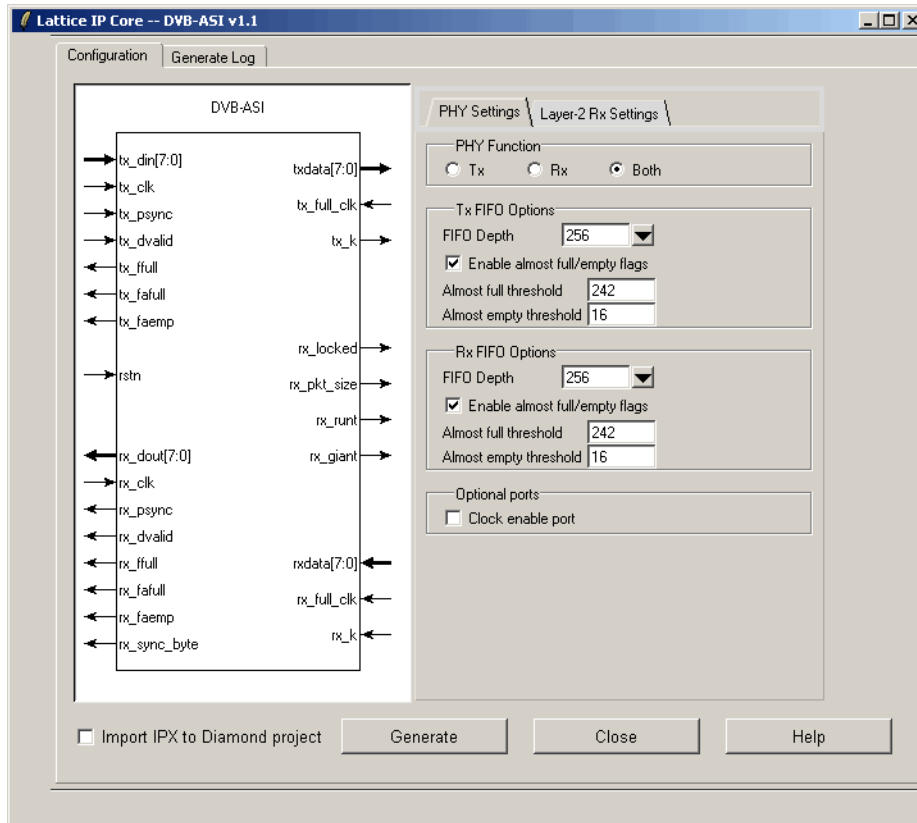 Lattice IP Core -- DVB-ASI v1.1
Configuration
Generate Log
DVB-ASI
tx_din[7:0]
tx_clk
tx_psync
tx_dvalid
tx_ffull
tx_fafull
tx_faemp
rstn
rx_dout[7:0]
rx_clk
rx_psync
rx_dvalid
rx_ffull
rx_fafull
rx_faemp
rx_sync_byte
txdata[7:0]
tx_full_clk
tx_k
rx_locked
rx_pkt_size
rx_runt
rx_giant
rxdata[7:0]
rx_full_clk
rx_k
PHY Settings
Layer-2 Rx Settings
PHY Function
Tx Rx Both
Tx FIFO Options
FIFO Depth 256
Enable almost full/empty flags
Almost full threshold 242
Almost empty threshold 16
Rx FIFO Options
FIFO Depth 256
Enable almost full/empty flags
Almost full threshold 242
Almost empty threshold 16
Optional ports
Clock enable port
Import IPX to Diamond project
Generate
Close
Help